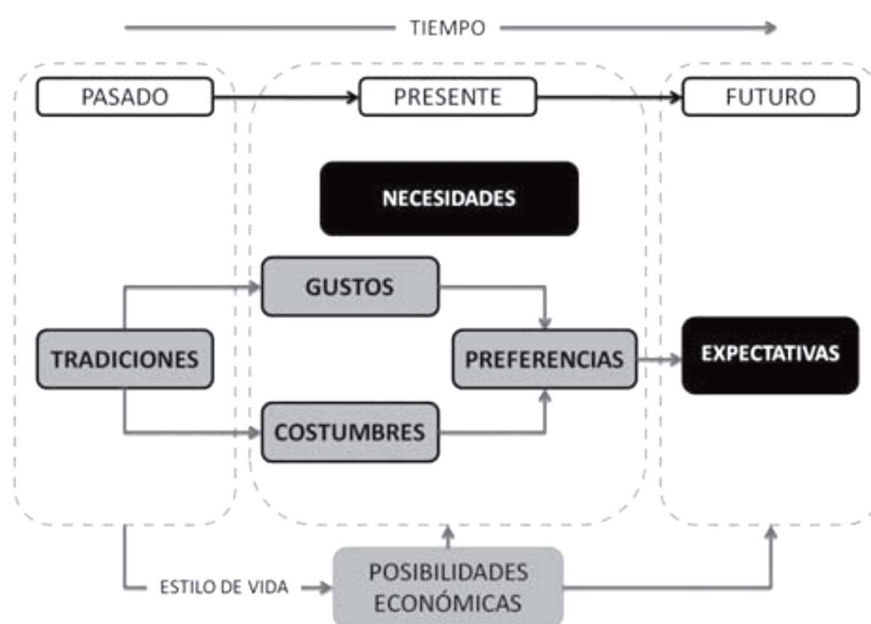 TIEMPO
PASADO
PRESENTE
FUTURO
NECESIDADES
GUSTOS
TRADICIONES
PREFERENCIAS
EXPECTATIVAS
COSTUMBRES
ESTILO DE VIDA
POSIBILIDADES
ECONÓMICAS